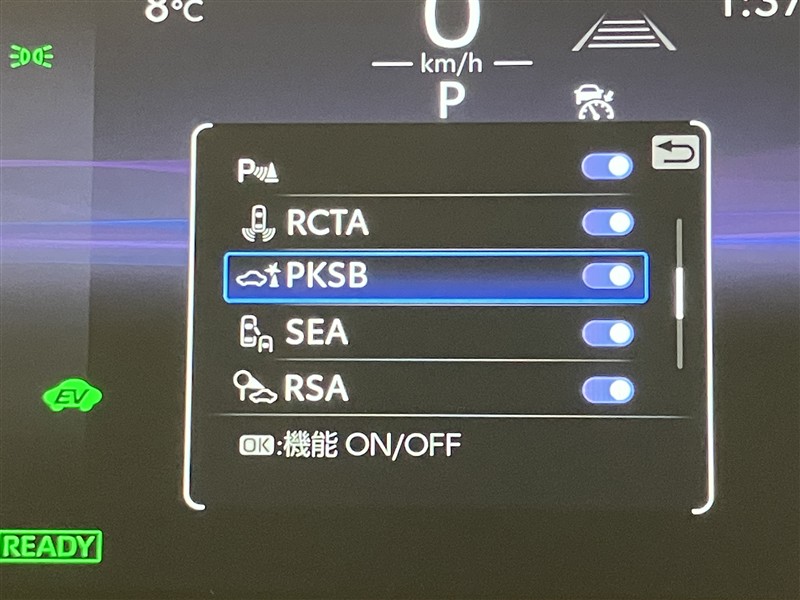 8℃
0
km/h
P
P
RCTA
PKSB
SEA
RSA
OK:機能 ON/OFF
EV
READY